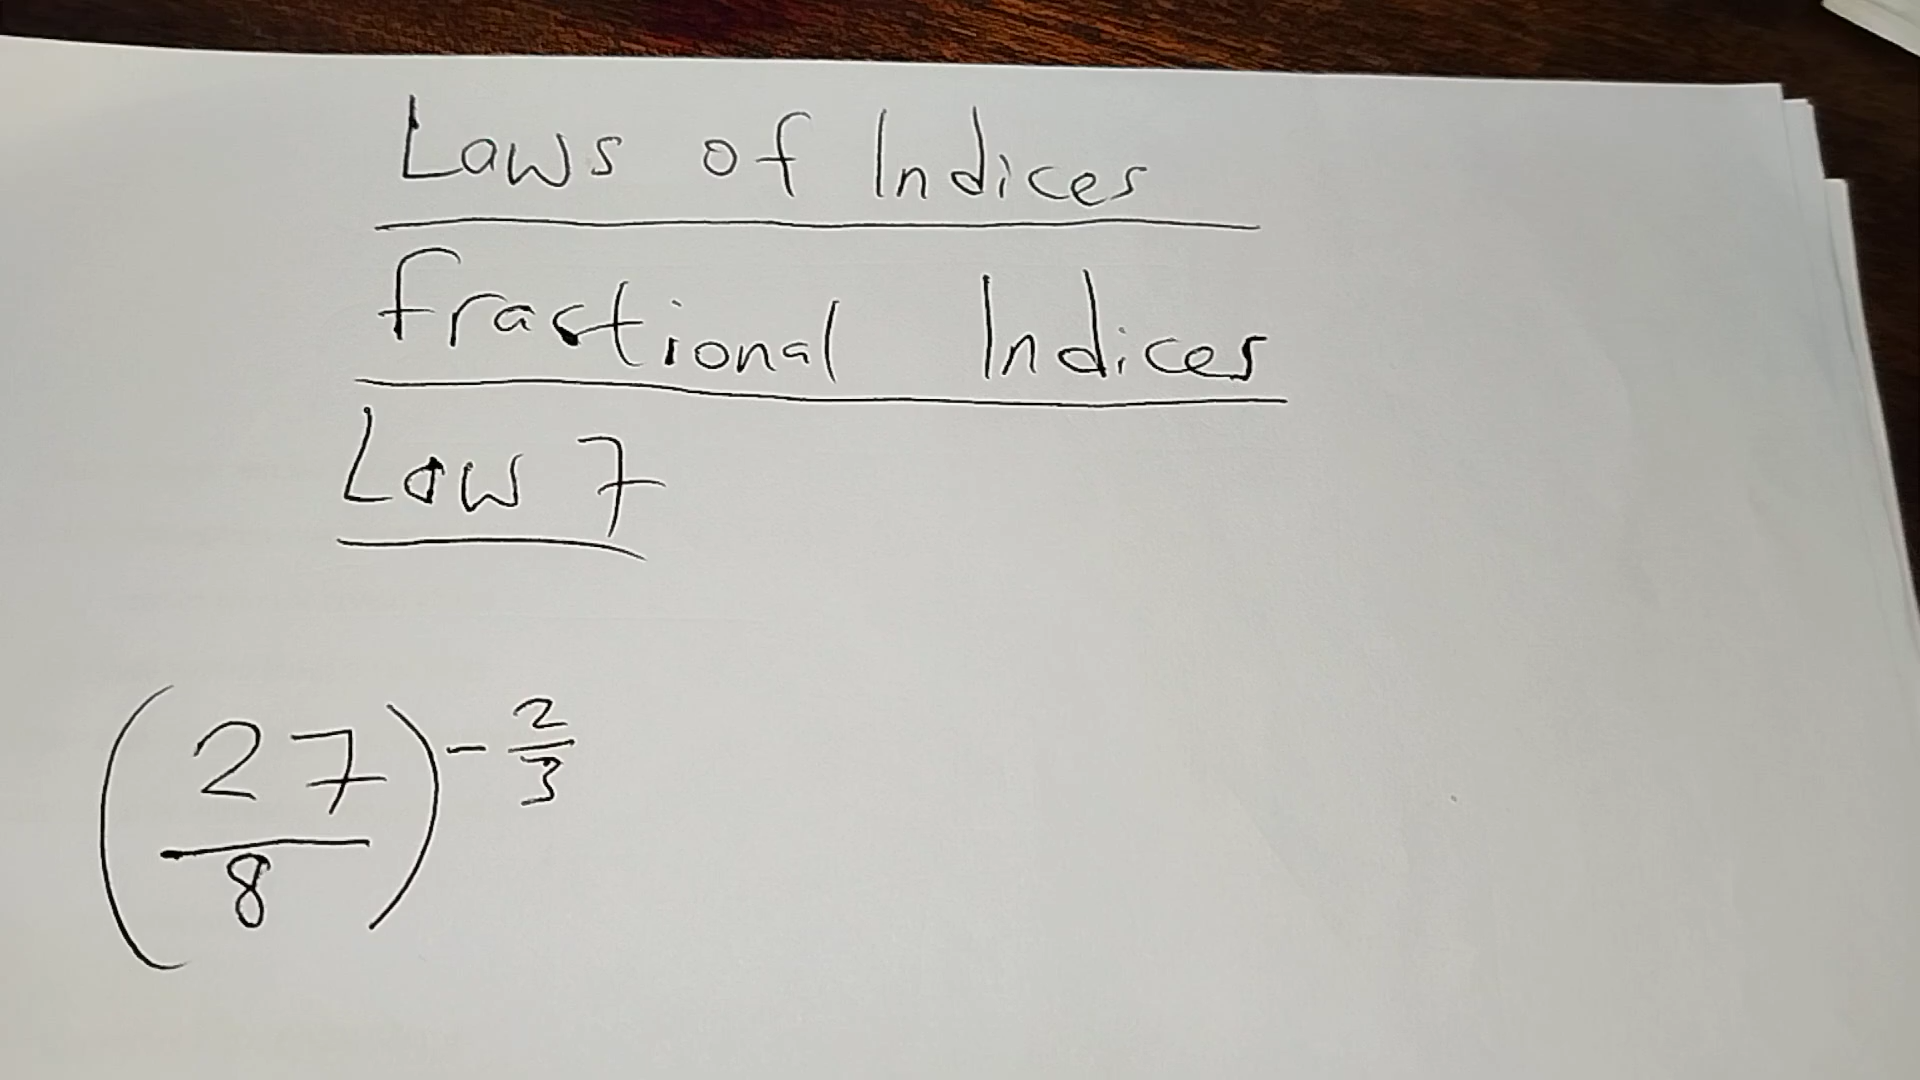 Laws of Indices
fractional Indices
Law 7
(27/8)^-2/3